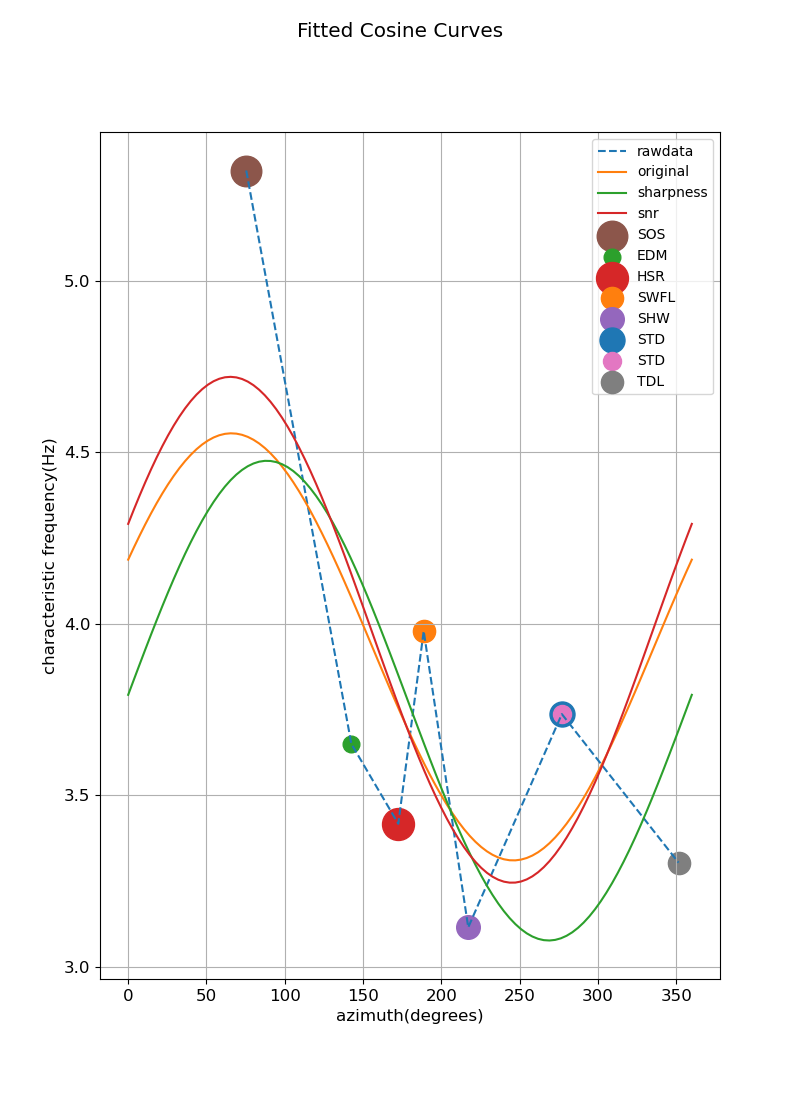 Fitted Cosine Curves
rawdata
original
sharpness
snr
SOS
EDM
HSR
SWFL
SHW
STD
STD
TDL
characteristic frequency(Hz)
5.0
4.5
4.0
3.5
3.0
0 50 100 150 200 250 300 350
azimuth(degrees)